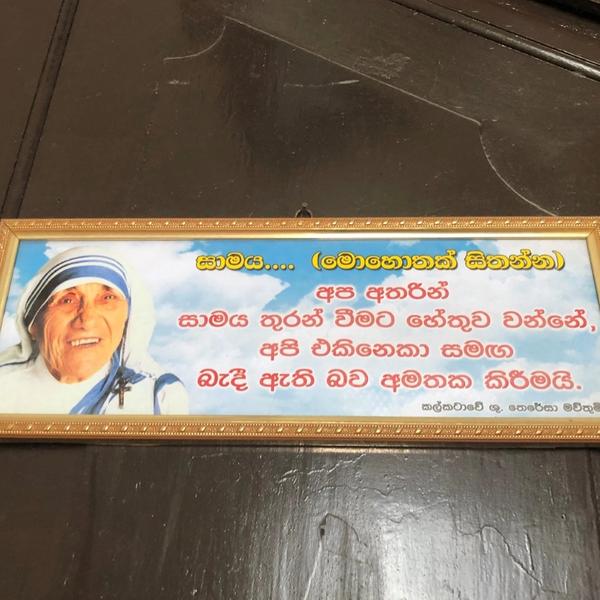 සාමය.... (මොහොතක් සිතන්න)
අප අතරින්
සාමය තුරන් වීමට හේතුව වන්නේ,
අපි එකිනෙකා සමඟ
බැඳී ඇති බව අමතක කිරීමයි.
කල්කටාවේ ශු. තෙරේසා මව්තුමි